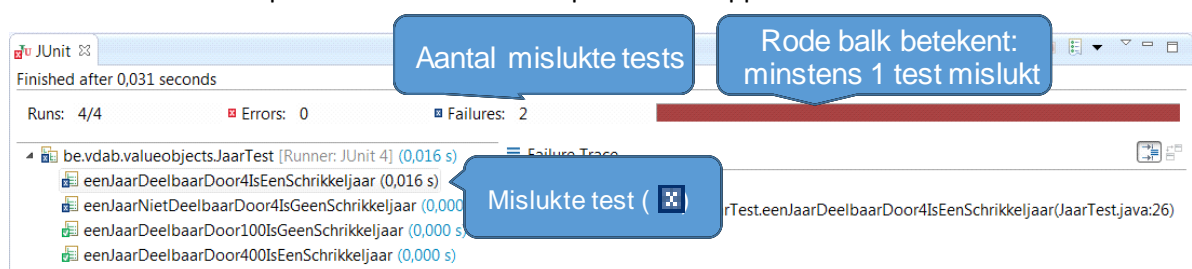 JUnit
Aantal mislukte tests
Rode balk betekent:
minstens 1 test mislukt
Finished after 0,031 seconds
Runs: 4/4 Errors: 0 Failures: 2
be.vdab.valueobjects.JaarTest [Runner: JUnit 4] (0,016 s)
Failure Trace
eenJaarDeelbaarDoor4IsEenSchrikkeljaar (0,016 s)
Mislukte test ( )
eenJaarNietDeelbaarDoor4IsGeenSchrikkeljaar (0,000
rTest.eenJaarDeelbaarDoor4IsEenSchrikkeljaar(JaarTest.java:26)
eenJaarDeelbaarDoor100IsGeenSchrikkeljaar (0,000 s)
eenJaarDeelbaarDoor400IsEenSchrikkeljaar (0,000 s)